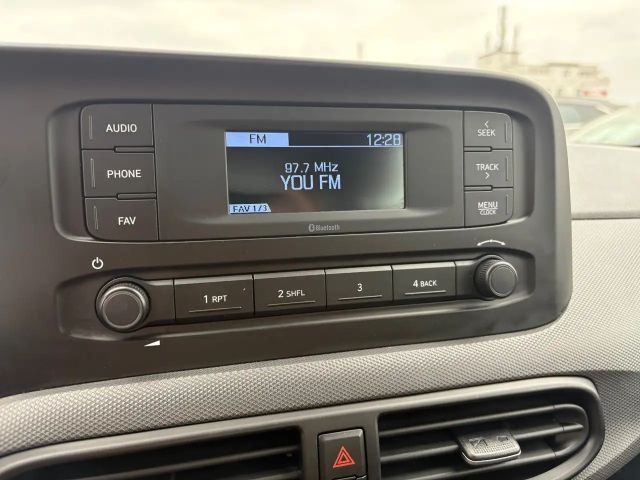 AUDIO
PHONE
FAV
FM 12:28
97.7 MHz
YOU FM
FAV 1/3
Bluetooth
< SEEK
TRACK >
MENU
CLOCK
1 RPT
2 SHFL
3
4 BACK